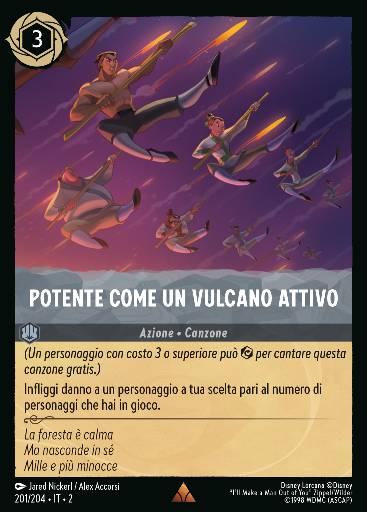 3
POTENTE COME UN VULCANO ATTIVO
Azione • Canzone
(Un personaggio con costo 3 o superiore può per cantare questa
canzone gratis.)
Infliggi danno a un personaggio a tua scelta pari al numero di
personaggi che hai in gioco.
La foresta è calma
Ma nasconde in sé
Mille e più minocce
Jared Nickerl / Alex Accorsi
201/204 • IT • 2
Disney Lorcana ©Disney
"I'll Make a Man Out of You" Zippel/Wilder
©1998 WDMC (ASCAP)